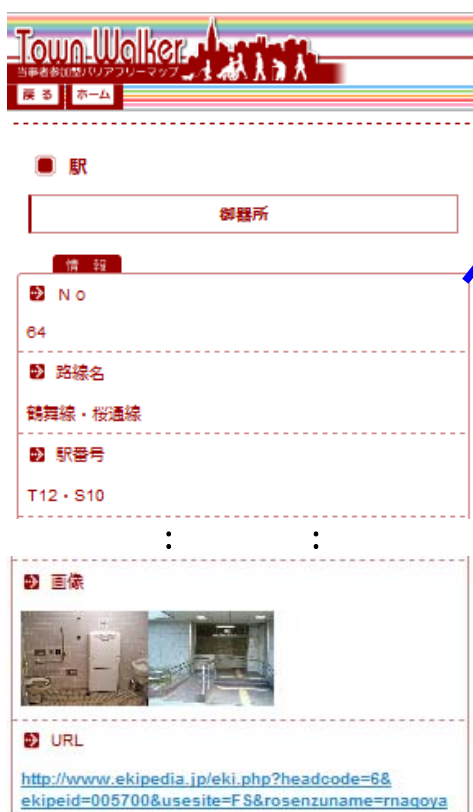 Town Walker
当事者参加型バリアフリーマップ
戻る ホーム
駅
御器所
情 報
No
64
路線名
鶴舞線・桜通線
駅番号
T12・S10
: :
画像
URL
http://www.ekipedia.jp/eki.php?headcode=6&
ekipeid=005700&usesite=FS&rosenzuname=rnagoya